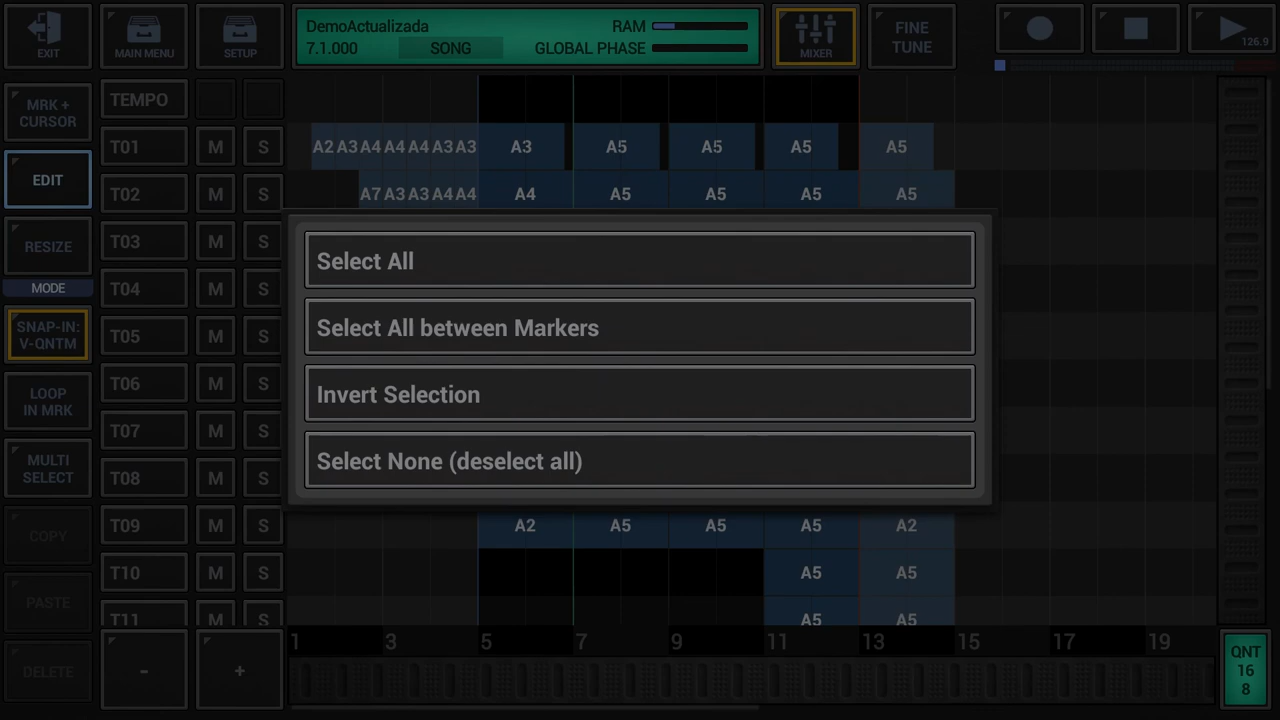 EXIT
MAIN MENU
SETUP
DemoActualizada
7.1.000
SONG
RAM
GLOBAL PHASE
MIXER
FINE
TUNE
126.9
MRK +
CURSOR
TEMPO
T01 M S A2 A3 A4 A4 A4 A3 A3 A3 A5 A5 A5 A5
EDIT
T02 M S A7 A3 A3 A4 A4 A4 A5 A5 A5 A5
RESIZE
T03 M S
Select All
MODE
T04 M S
SNAP-IN:
V-QNTM
T05 M S
Select All between Markers
T06 M S
Invert Selection
LOOP
IN MRK
T07 M S
MULTI
SELECT
T08 M S
Select None (deselect all)
COPY
T09 M S A2 A5 A5 A5 A2
T10 M S A5 A5
PASTE
T11 M S A5 A5
DELETE
-
+
1 3 5 7 9 11 13 15 17 19
QNT
16
8